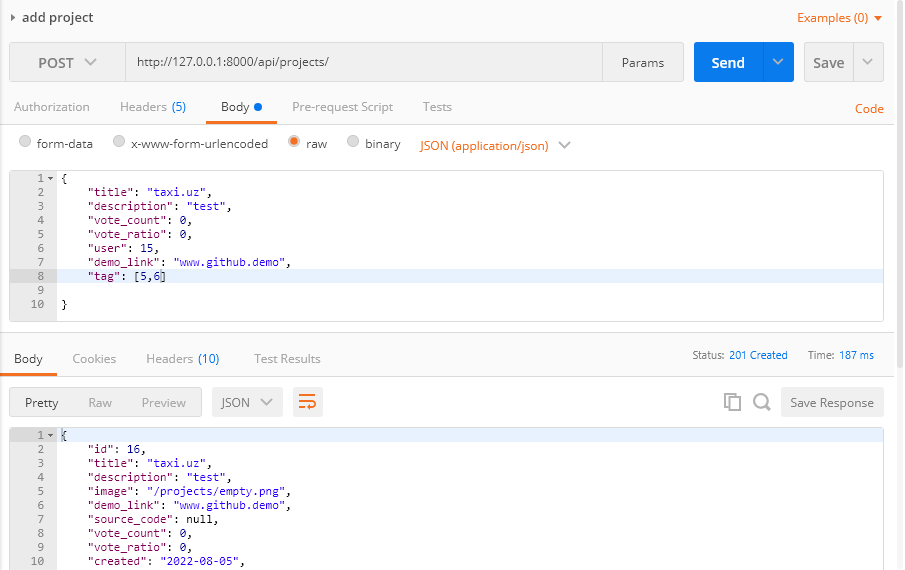 add project
Examples (0)
POST http://127.0.0.1:8000/api/projects/ Params Send Save
Authorization Headers (5) Body Pre-request Script Tests Code
form-data x-www-form-urlencoded raw binary JSON (application/json)
1 {
2 "title": "taxi.uz",
3 "description": "test",
4 "vote_count": 0,
5 "vote_ratio": 0,
6 "user": 15,
7 "demo_link": "www.github.demo",
8 "tag": [5,6]
9
10 }
Body Cookies Headers (10) Test Results Status: 201 Created Time: 187 ms
Pretty Raw Preview JSON Save Response
1 {
2 "id": 16,
3 "title": "taxi.uz",
4 "description": "test",
5 "image": "/projects/empty.png",
6 "demo_link": "www.github.demo",
7 "source_code": null,
8 "vote_count": 0,
9 "vote_ratio": 0,
10 "created": "2022-08-05",